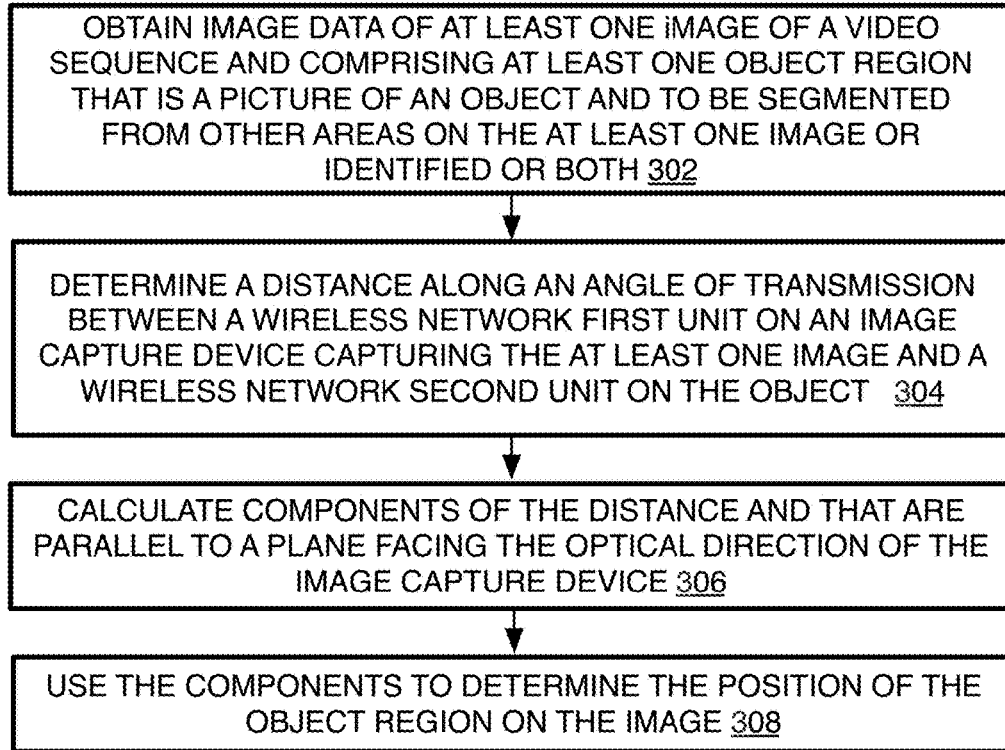 OBTAIN IMAGE DATA OF AT LEAST ONE iMAGE OF A VIDEO
SEQUENCE AND COMPRISING AT LEAST ONE OBJECT REGION
THAT IS A PICTURE OF AN OBJECT AND TO BE SEGMENTED
FROM OTHER AREAS ON THE AT LEAST ONE IMAGE OR
IDENTIFIED OR BOTH 302
DETERMINE A DISTANCE ALONG AN ANGLE OF TRANSMISSION
BETWEEN A WIRELESS NETWORK FIRST UNIT ON AN IMAGE
CAPTURE DEVICE CAPTURING THE AT LEAST ONE IMAGE AND A
WIRELESS NETWORK SECOND UNIT ON THE OBJECT 304
CALCULATE COMPONENTS OF THE DISTANCE AND THAT ARE
PARALLEL TO A PLANE FACING THE OPTICAL DIRECTION OF THE
IMAGE CAPTURE DEVICE 306
USE THE COMPONENTS TO DETERMINE THE POSITION OF THE
OBJECT REGION ON THE IMAGE 308